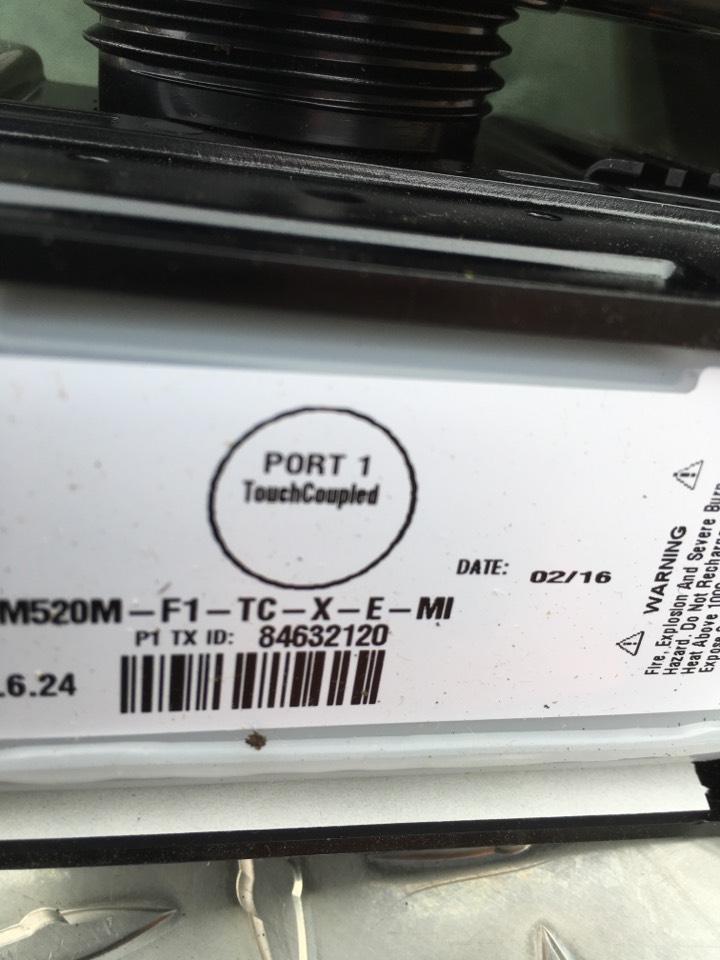 PORT 1
TouchCoupled
DATE: 02/16
M520M-F1-TC-X-E-MI
P1 TX ID: 84632120
.6.24
WARNING
Fire, Explosion And Severe Burn
Hazard. Do Not Recharge
Heat Above 100
Expose